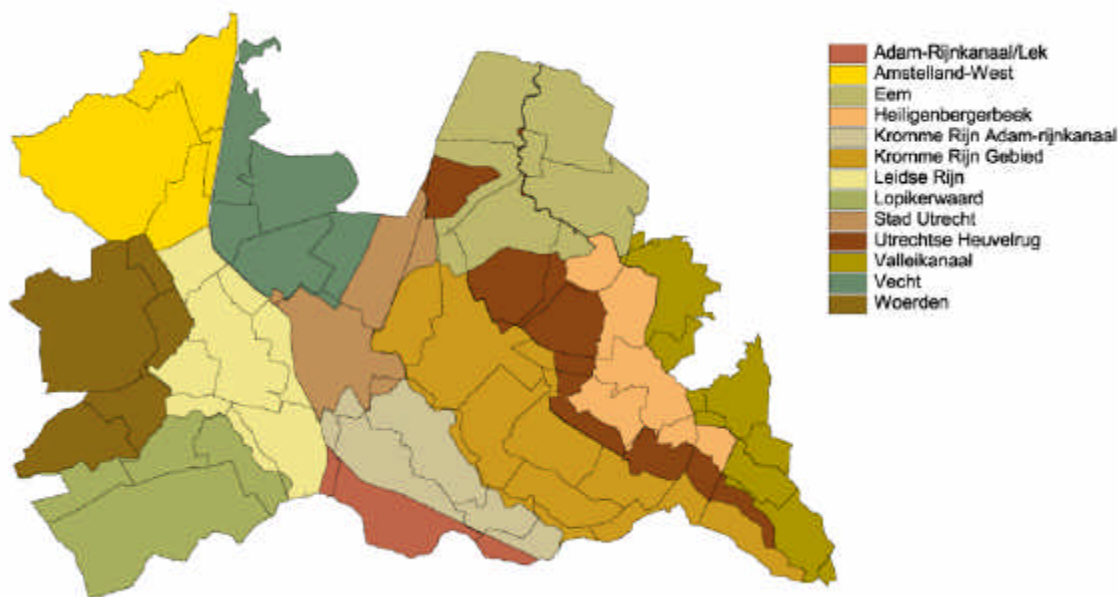 Adam-Rijnkanaal/Lek
Amstelland-West
Eem
Heiligenbergerbeek
Kromme Rijn Adam-rijnkanaal
Kromme Rijn Gebied
Leidse Rijn
Lopikerwaard
Stad Utrecht
Utrechtse Heuvelrug
Valleikanaal
Vecht
Woerden